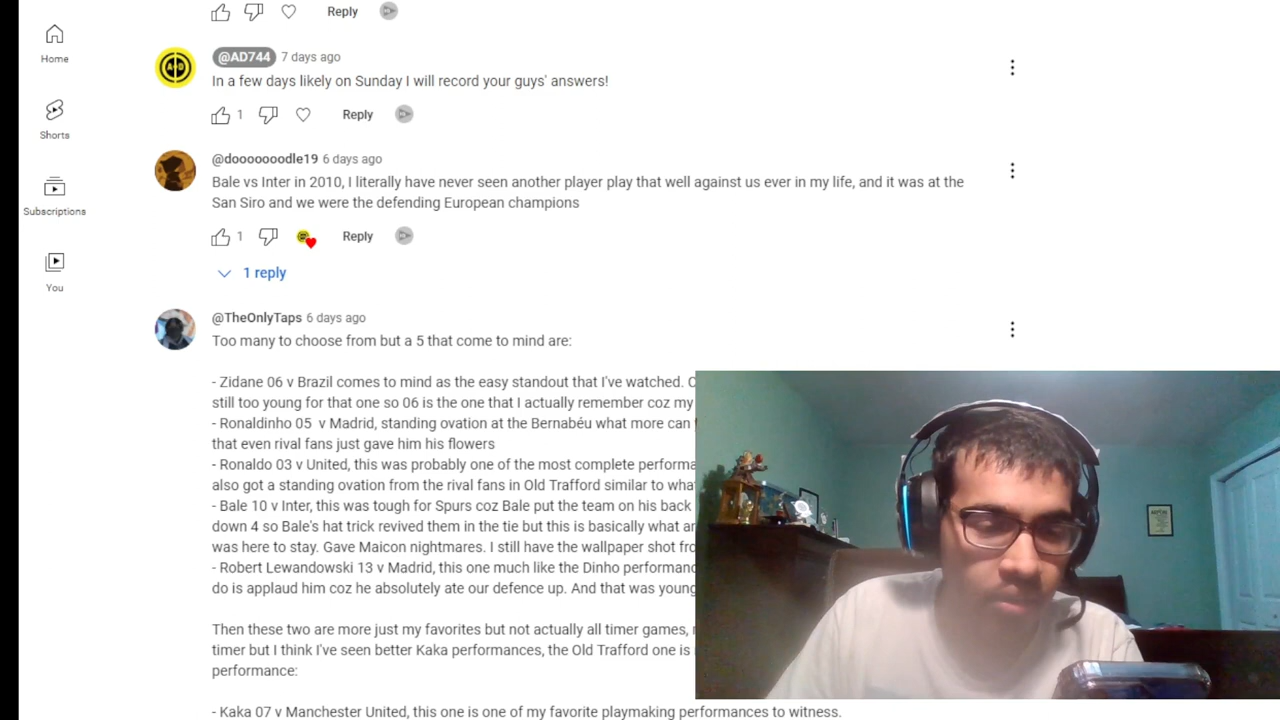 Reply
Home
@AD744 7 days ago
In a few days likely on Sunday I will record your guys' answers!
1 Reply
Shorts
@dooooooodle19 6 days ago
Bale vs Inter in 2010, I literally have never seen another player play that well against us ever in my life, and it was at the
San Siro and we were the defending European champions
Subscriptions
1 Reply
1 reply
You
@TheOnlyTaps 6 days ago
Too many to choose from but a 5 that come to mind are:
- Zidane 06 v Brazil comes to mind as the easy standout that I've watched.
still too young for that one so 06 is the one that I actually remember coz my
- Ronaldinho 05 v Madrid, standing ovation at the Bernabéu what more can
that even rival fans just gave him his flowers
- Ronaldo 03 v United, this was probably one of the most complete performa
also got a standing ovation from the rival fans in Old Trafford similar to wha
- Bale 10 v Inter, this was tough for Spurs coz Bale put the team on his back
down 4 so Bale's hat trick revived them in the tie but this is basically what ar
was here to stay. Gave Maicon nightmares. I still have the wallpaper shot fro
- Robert Lewandowski 13 v Madrid, this one much like the Dinho performanc
do is applaud him coz he absolutely ate our defence up. And that was young
Then these two are more just my favorites but not actually all timer games,
timer but I think I've seen better Kaka performances, the Old Trafford one is
performance:
- Kaka 07 v Manchester United, this one is one of my favorite playmaking performances to witness.